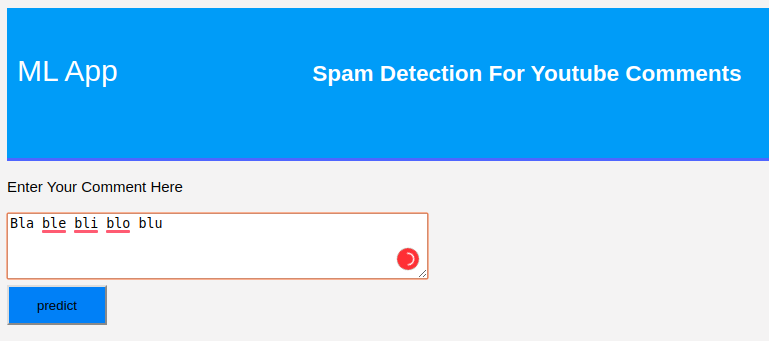 ML App
Spam Detection For Youtube Comments
Enter Your Comment Here
Bla ble bli blo blu
predict